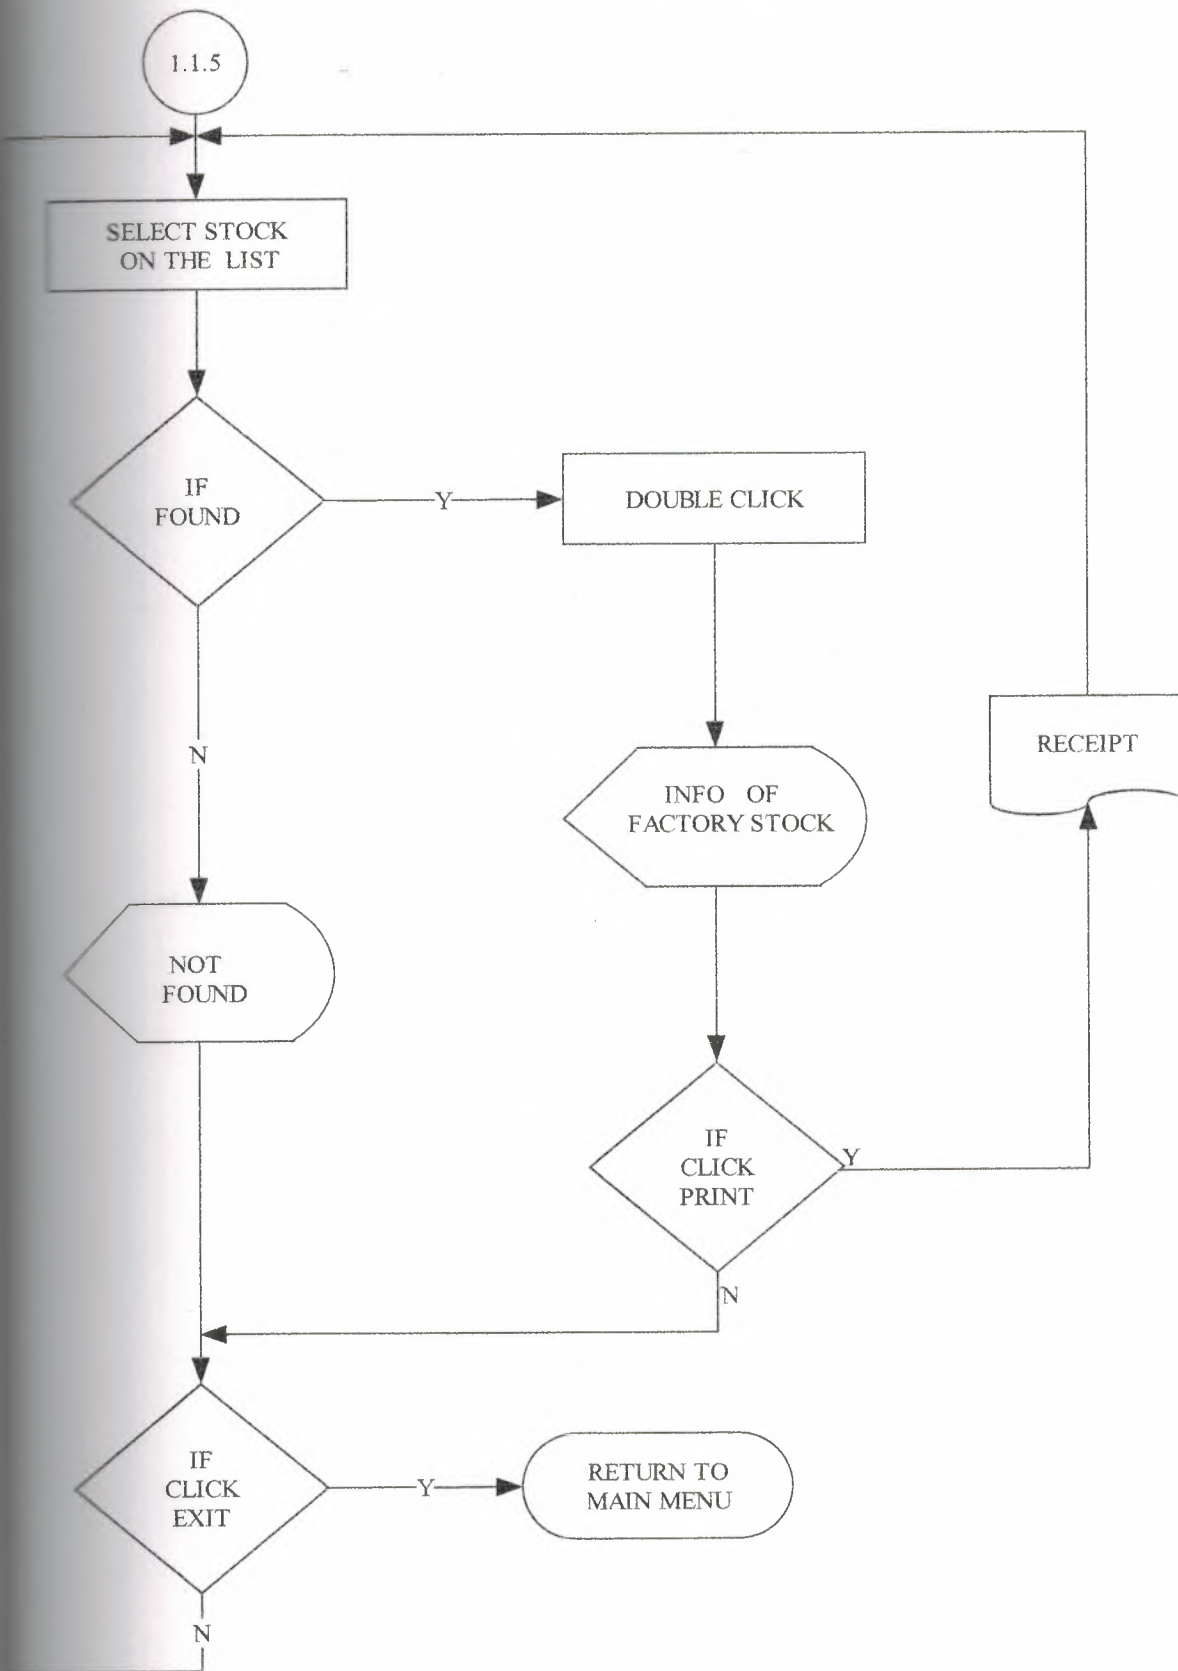 1.1.5
SELECT STOCK
ON THE LIST
IF
FOUND
Y
DOUBLE CLICK
N
RECEIPT
INFO OF
FACTORY STOCK
NOT
FOUND
IF
CLICK
PRINT
Y
N
IF
CLICK
EXIT
Y
RETURN TO
MAIN MENU
N